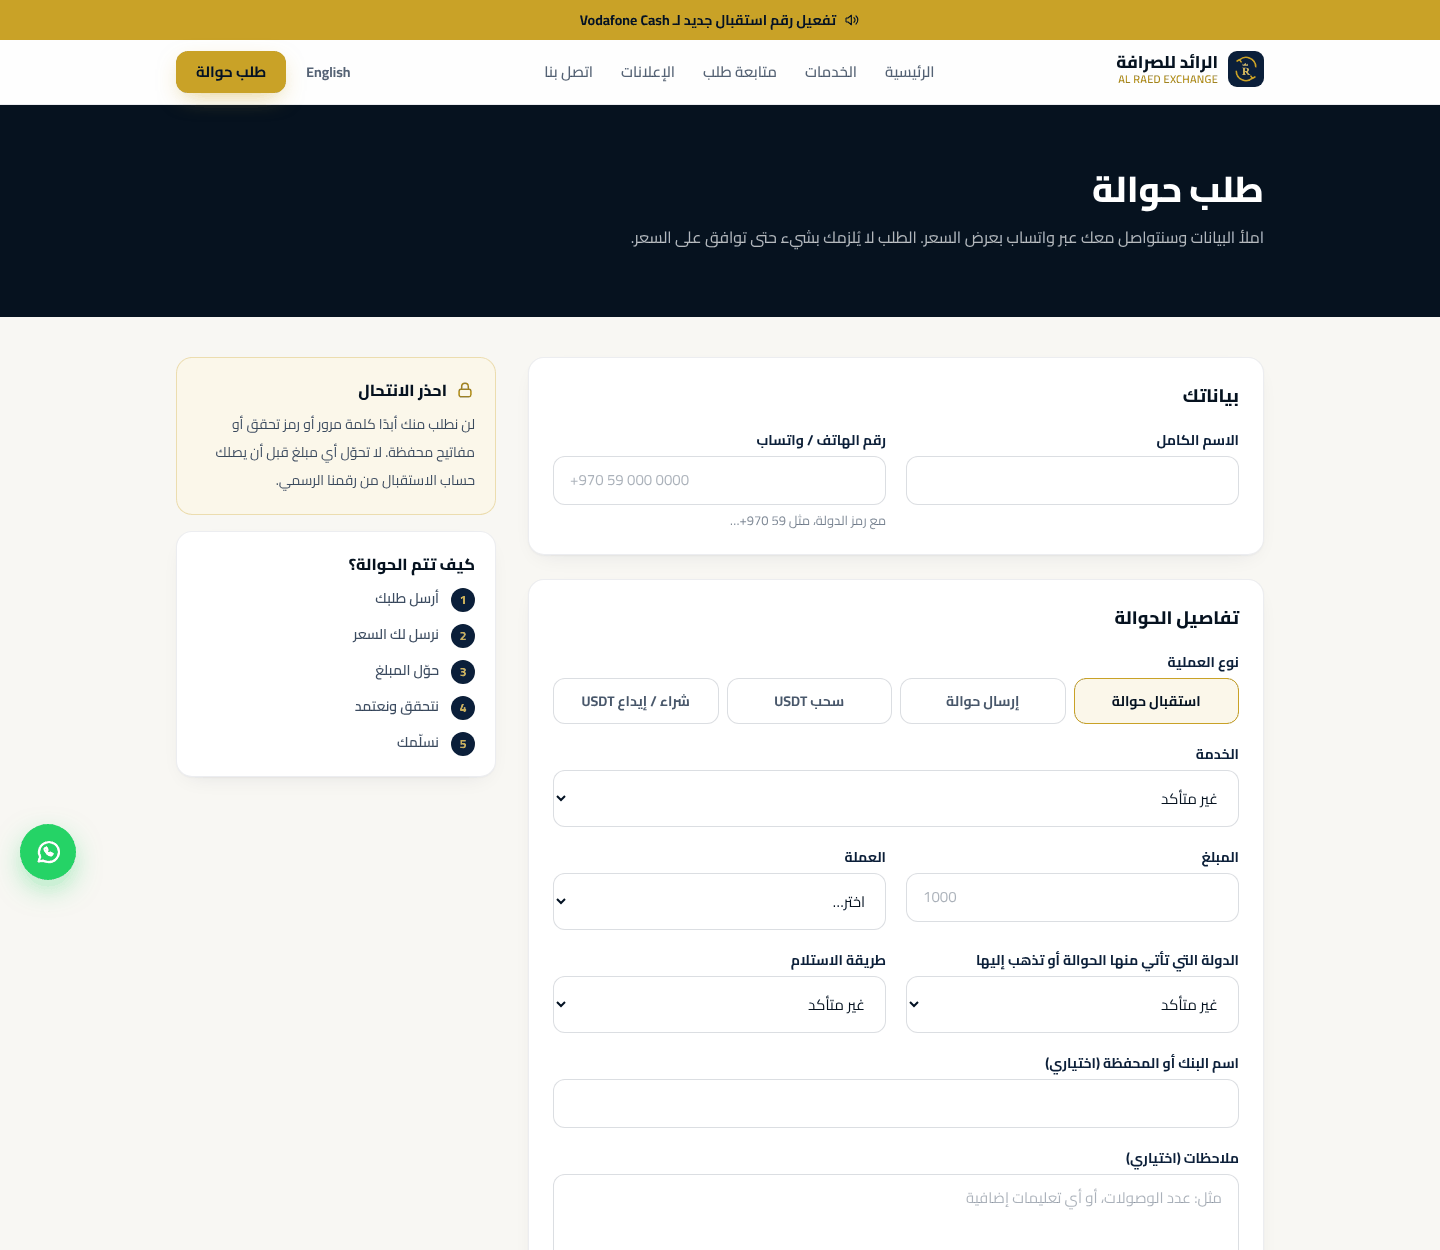 تفعيل رقم استقبال جديد لـ Vodafone Cash
الرائد للصرافة
AL RAED EXCHANGE
R
الرئيسية
الخدمات
متابعة طلب
الإعلانات
اتصل بنا
English
طلب حوالة
طلب حوالة
املأ البيانات وسنتواصل معك عبر واتساب بعرض السعر. الطلب لا يُلزمك بشيء حتى توافق على السعر.
بياناتك
الاسم الكامل
رقم الهاتف / واتساب
+970 59 000 0000
مع رمز الدولة، مثل 59 970+...
تفاصيل الحوالة
نوع العملية
استقبال حوالة
إرسال حوالة
سحب USDT
شراء / إيداع USDT
الخدمة
غير متأكد
المبلغ
1000
العملة
اختر...
الدولة التي تأتي منها الحوالة أو تذهب إليها
غير متأكد
طريقة الاستلام
غير متأكد
اسم البنك أو المحفظة (اختياري)
ملاحظات (اختياري)
مثل: عدد الوصولات، أو أي تعليمات إضافية
احذر الانتحال
لن نطلب منك أبدًا كلمة مرور أو رمز تحقق أو
مفاتيح محفظة. لا تحوّل أي مبلغ قبل أن يصلك
حساب الاستقبال من رقمنا الرسمي.
كيف تتم الحوالة؟
1 أرسل طلبك
2 نرسل لك السعر
3 حوّل المبلغ
4 نتحقق ونعتمد
5 نسلّمك